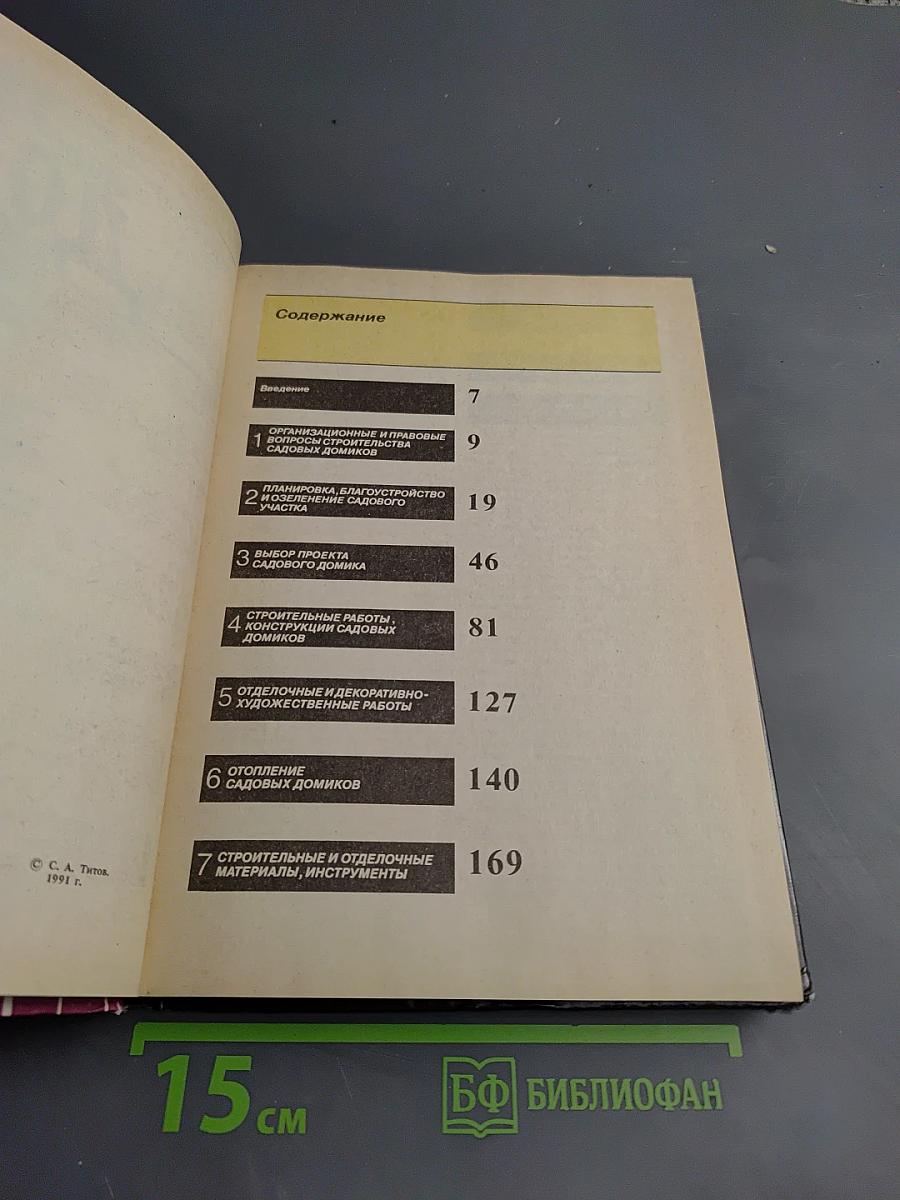 © С. А. Титов.
1991 г.
Содержание
Введение 7
1 ОРГАНИЗАЦИОННЫЕ И ПРАВОВЫЕ
ВОПРОСЫ СТРОИТЕЛЬСТВА
САДОВЫХ ДОМИКОВ
9
2 ПЛАНИРОВКА, БЛАГОУСТРОЙСТВО
И ОЗЕЛЕНЕНИЕ САДОВОГО
УЧАСТКА
19
3 ВЫБОР ПРОЕКТА
САДОВОГО ДОМИКА
46
4 СТРОИТЕЛЬНЫЕ РАБОТЫ,
КОНСТРУКЦИИ САДОВЫХ
ДОМИКОВ
81
5 ОТДЕЛОЧНЫЕ И ДЕКОРАТИВНО-
ХУДОЖЕСТВЕННЫЕ РАБОТЫ
127
6 ОТОПЛЕНИЕ
САДОВЫХ ДОМИКОВ
140
7 СТРОИТЕЛЬНЫЕ И ОТДЕЛОЧНЫЕ
МАТЕРИАЛЫ, ИНСТРУМЕНТЫ
169
15 см
БФ БИБЛИОФАН